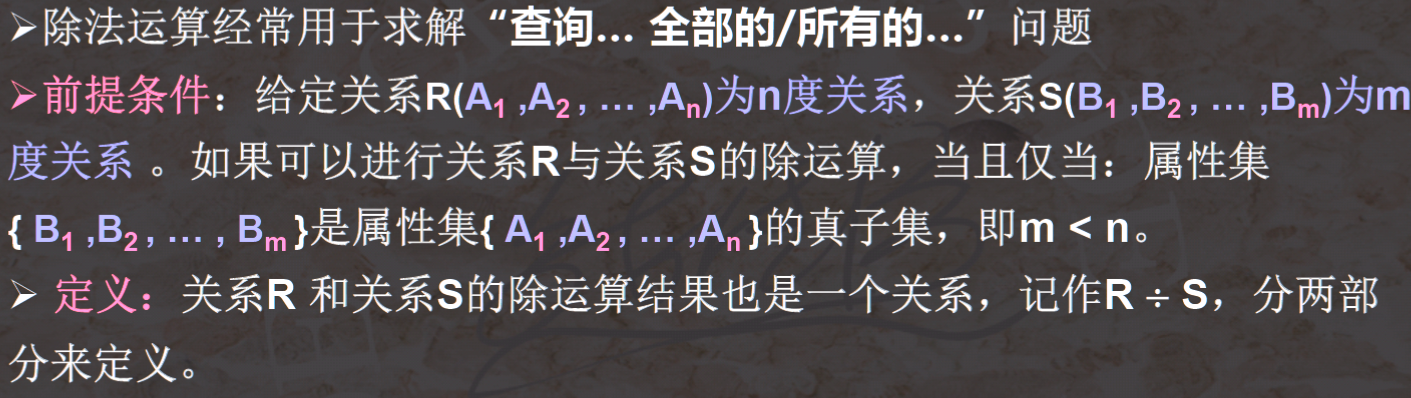 ➢除法运算经常用于求解“查询… 全部的/所有的…”问题
➢前提条件：给定关系R(A1 ,A2 , … ,An)为n度关系，关系S(B1 ,B2 , … ,Bm)为m
度关系 。如果可以进行关系R与关系S的除运算，当且仅当：属性集
{ B1 ,B2 , … , Bm }是属性集{ A1 ,A2 , … ,An }的真子集，即m < n。
➢ 定义：关系R 和关系S的除运算结果也是一个关系，记作R ÷ S，分两部
分来定义。